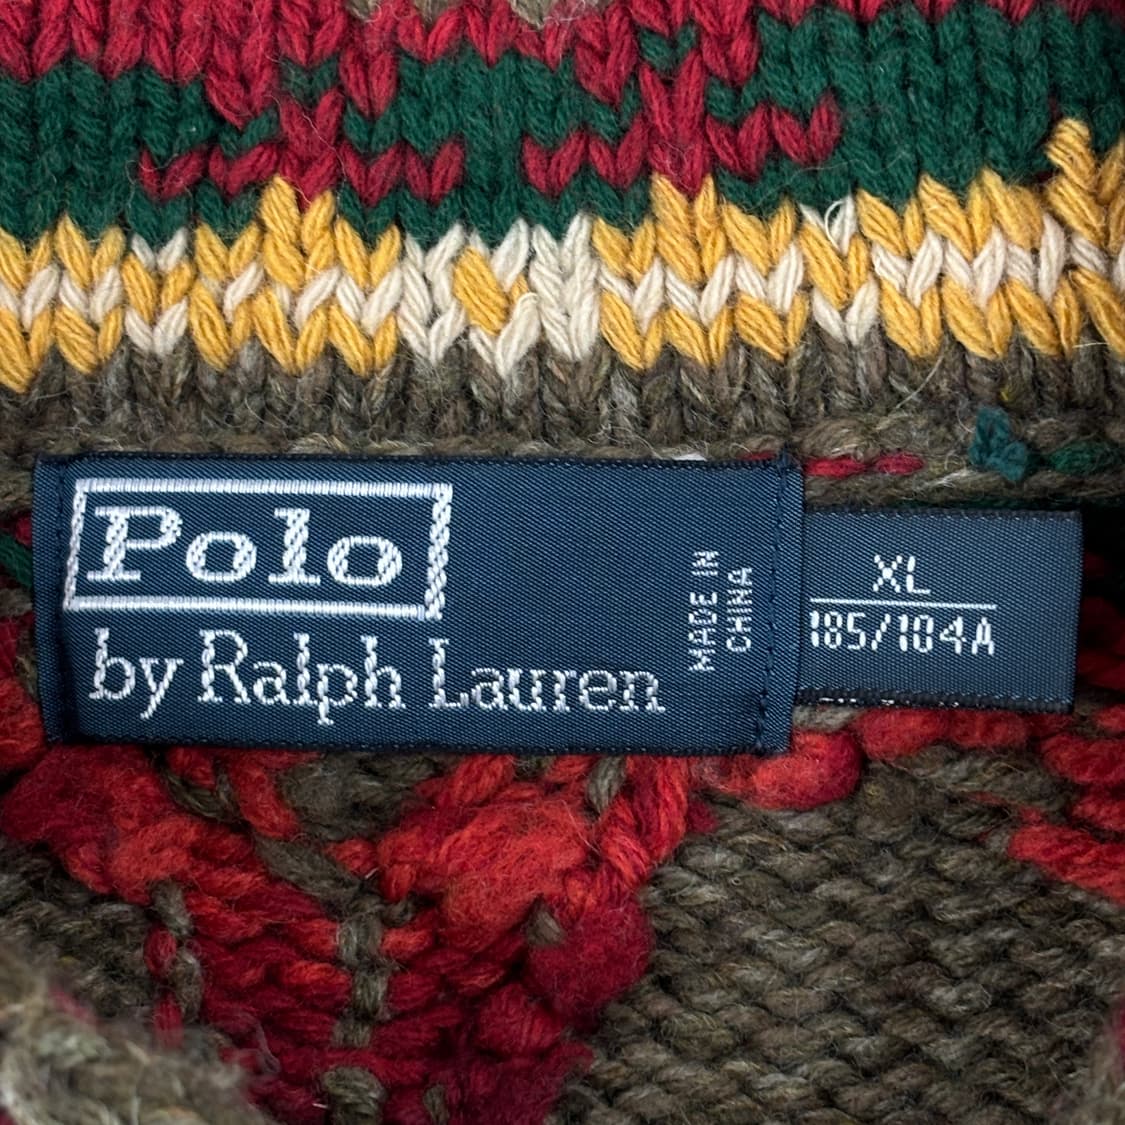 Polo
by Ralph Lauren
MADE IN
CHINA
XL
185/104A